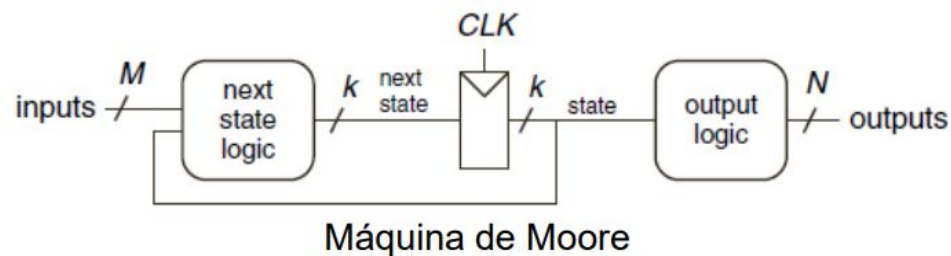 CLK
inputs
M
next
state
logic
k
next
state
k
state
output
logic
N
outputs
Máquina de Moore